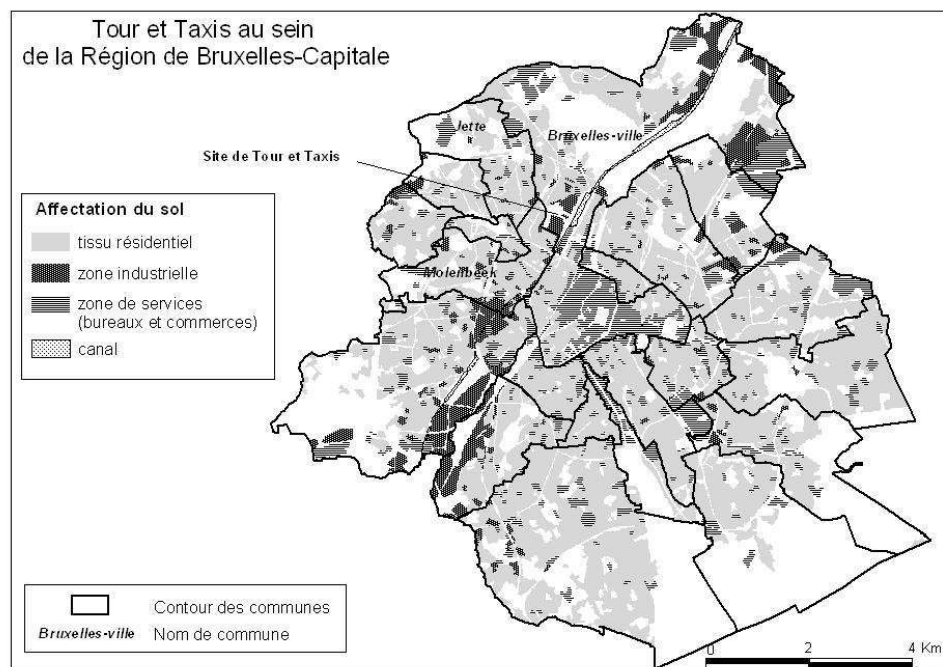 Tour et Taxis au sein
de la Région de Bruxelles-Capitale
Jette
Bruxelles-ville
Site de Tour et Taxis
Molenbeek
Affectation du sol
tissu résidentiel
zone industrielle
zone de services
(bureaux et commerces)
canal
Contour des communes
Bruxelles-ville Nom de commune
0 2 4 Km